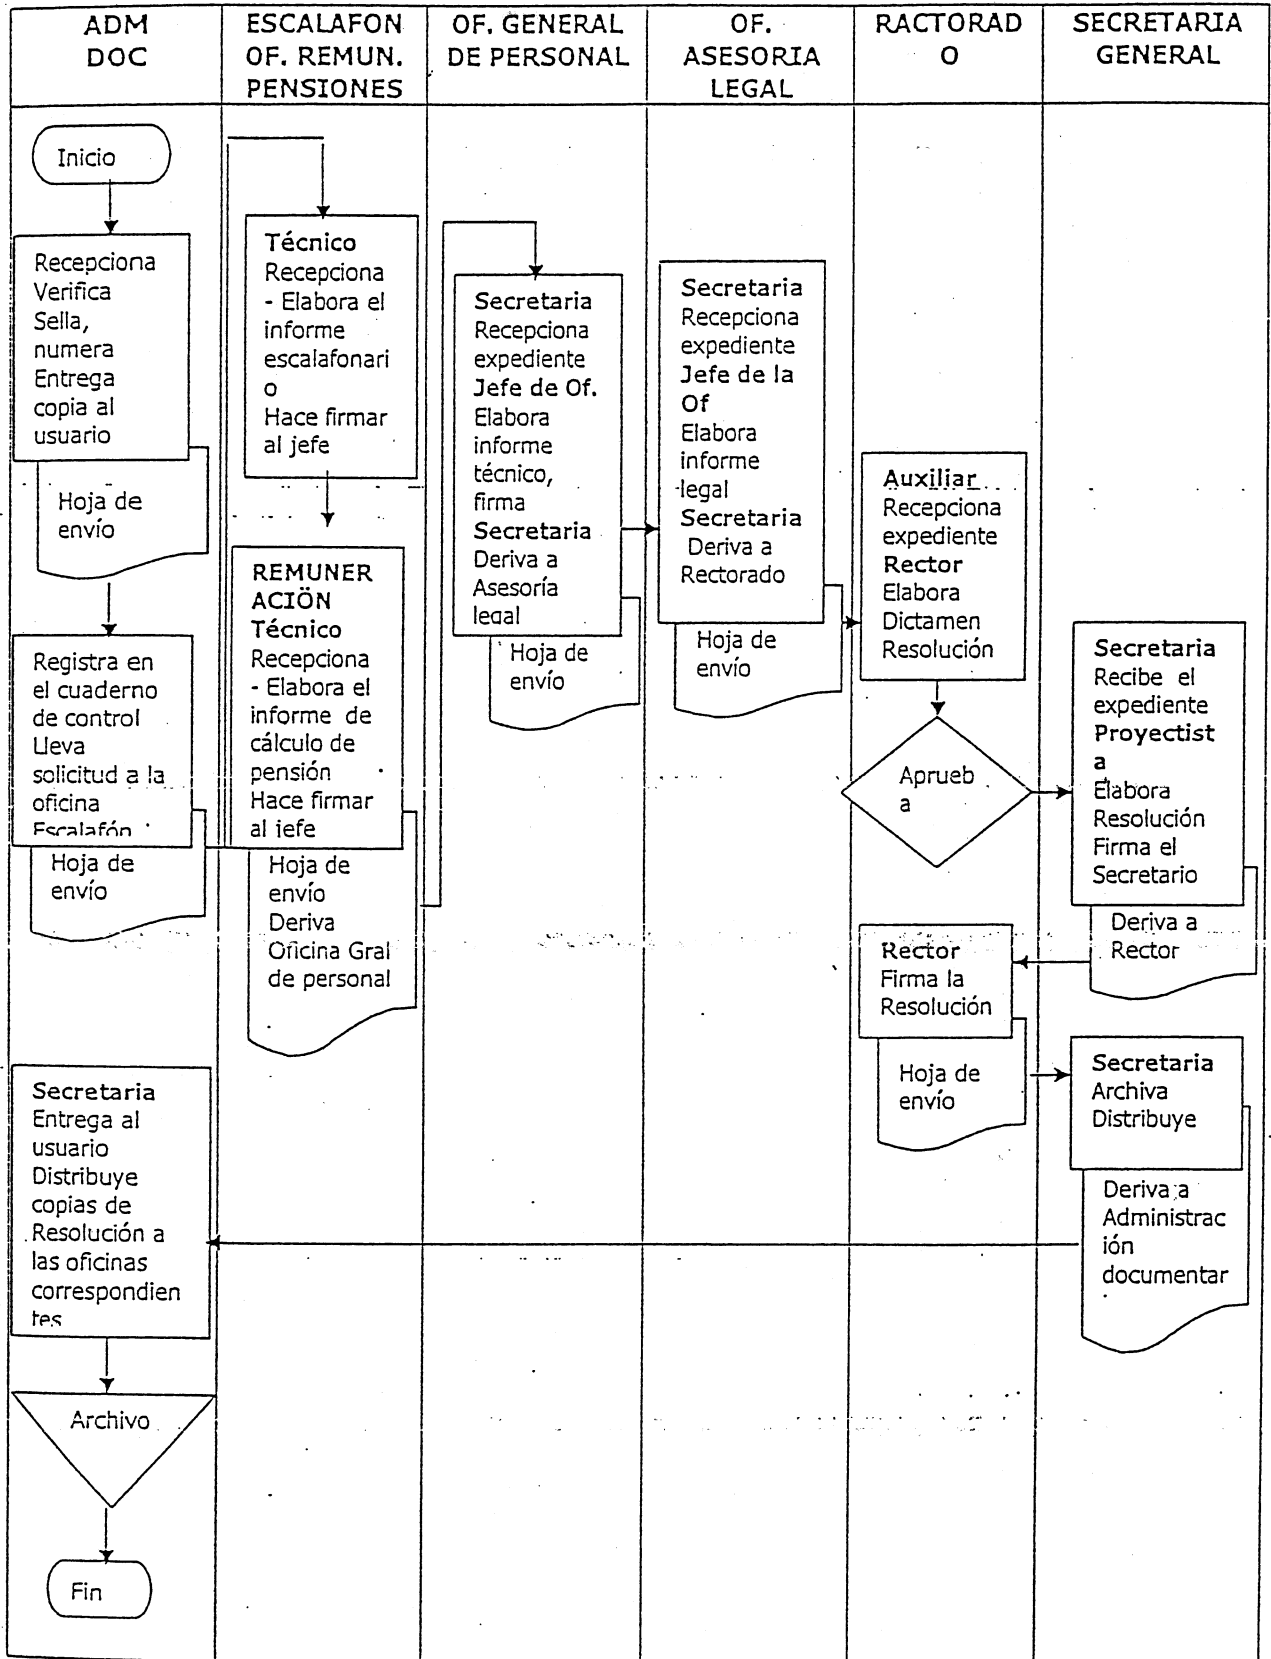 ADM
DOC
ESCALAFON
OF. REMUN.
PENSIONES
OF. GENERAL
DE PERSONAL
OF.
ASESORIA
LEGAL
RACTORAD
O
SECRETARIA
GENERAL
Inicio
Recepciona
Verifica
Sella,
numera
Entrega
copia al
usuario
Hoja de
envío
Registra en
el cuaderno
de control
Lleva
solicitud a la
oficina
Escalafón
Hoja de
envío
Técnico
Recepciona
- Elabora el
informe
escalafonari
o
Hace firmar
al jefe
REMUNER
ACIÖN
Técnico
Recepciona
- Elabora el
informe de
cálculo de
pensión
Hace firmar
al jefe
Hoja de
envío
Deriva
Oficina Gral
de personal
Secretaria
Recepciona
expediente
Jefe de Of.
Elabora
informe
técnico,
firma
Secretaria
Deriva a
Asesoría
legal
Hoja de
envío
Secretaria
Recepciona
expediente
Jefe de la
Of
Elabora
informe
legal
Secretaria
Deriva a
Rectorado
Hoja de
envío
Auxiliar
Recepciona
expediente
Rector
Elabora
Dictamen
Resolución
Aprueb
a
Secretaria
Recibe el
expediente
Proyectist
a
Elabora
Resolución
Firma el
Secretario
Deriva a
Rector
Rector
Firma la
Resolución
Hoja de
envío
Secretaria
Archiva
Distribuye
Deriva a
Administrac
ión
documentar
Secretaria
Entrega al
usuario
Distribuye
copias de
Resolución a
las oficinas
correspondien
tes
Archivo
Fin